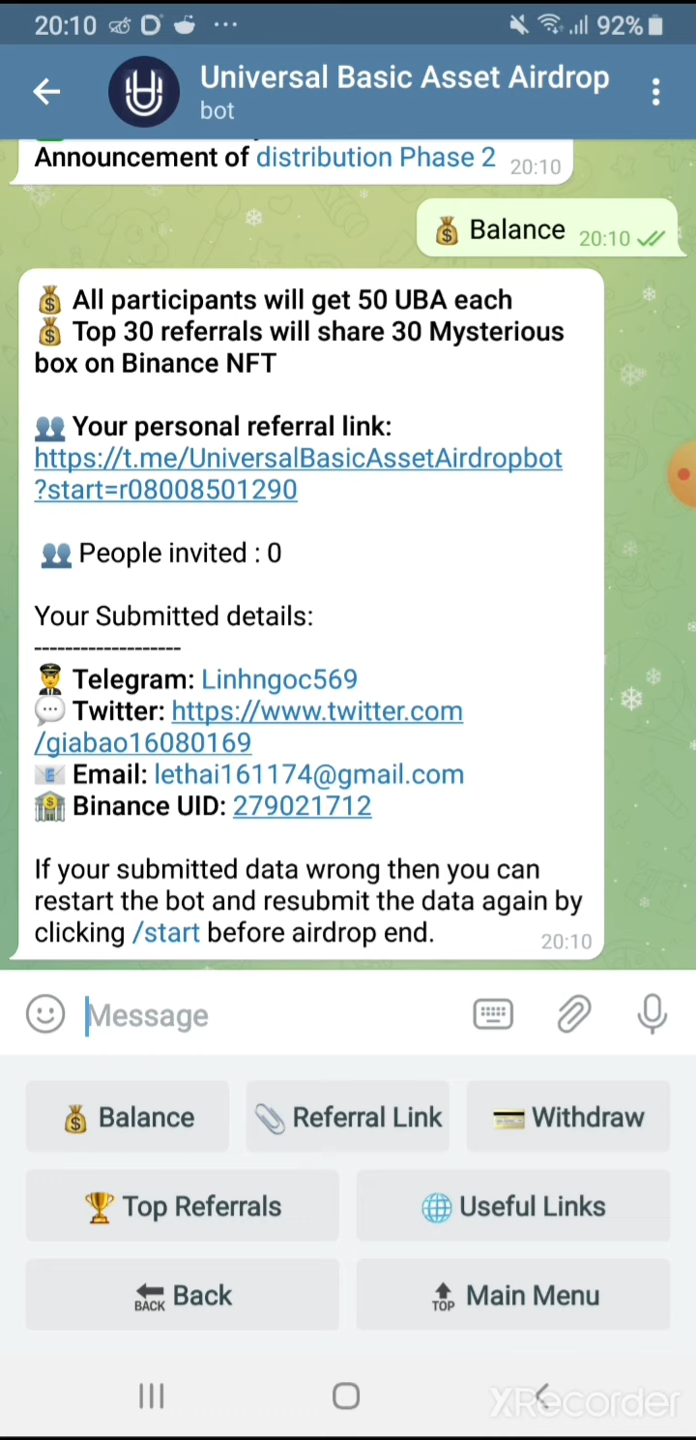 20:10 ... 92%
Universal Basic Asset Airdrop
bot
Announcement of distribution Phase 2 20:10
💰 Balance 20:10
💰 All participants will get 50 UBA each
💰 Top 30 referrals will share 30 Mysterious
box on Binance NFT
👥 Your personal referral link:
https://t.me/UniversalBasicAssetAirdropbot
?start=r08008501290
👥 People invited : 0
Your Submitted details:
-------------------
👨‍✈️ Telegram: Linhngoc569
💬 Twitter: https://www.twitter.com
/giabao16080169
📧 Email: lethai161174@gmail.com
🏦 Binance UID: 279021712
If your submitted data wrong then you can
restart the bot and resubmit the data again by
clicking /start before airdrop end. 20:10
Message
💰 Balance 📎 Referral Link 💳 Withdraw
🏆 Top Referrals 🌐 Useful Links
🔙 Back 🔝 Main Menu
XRecorder